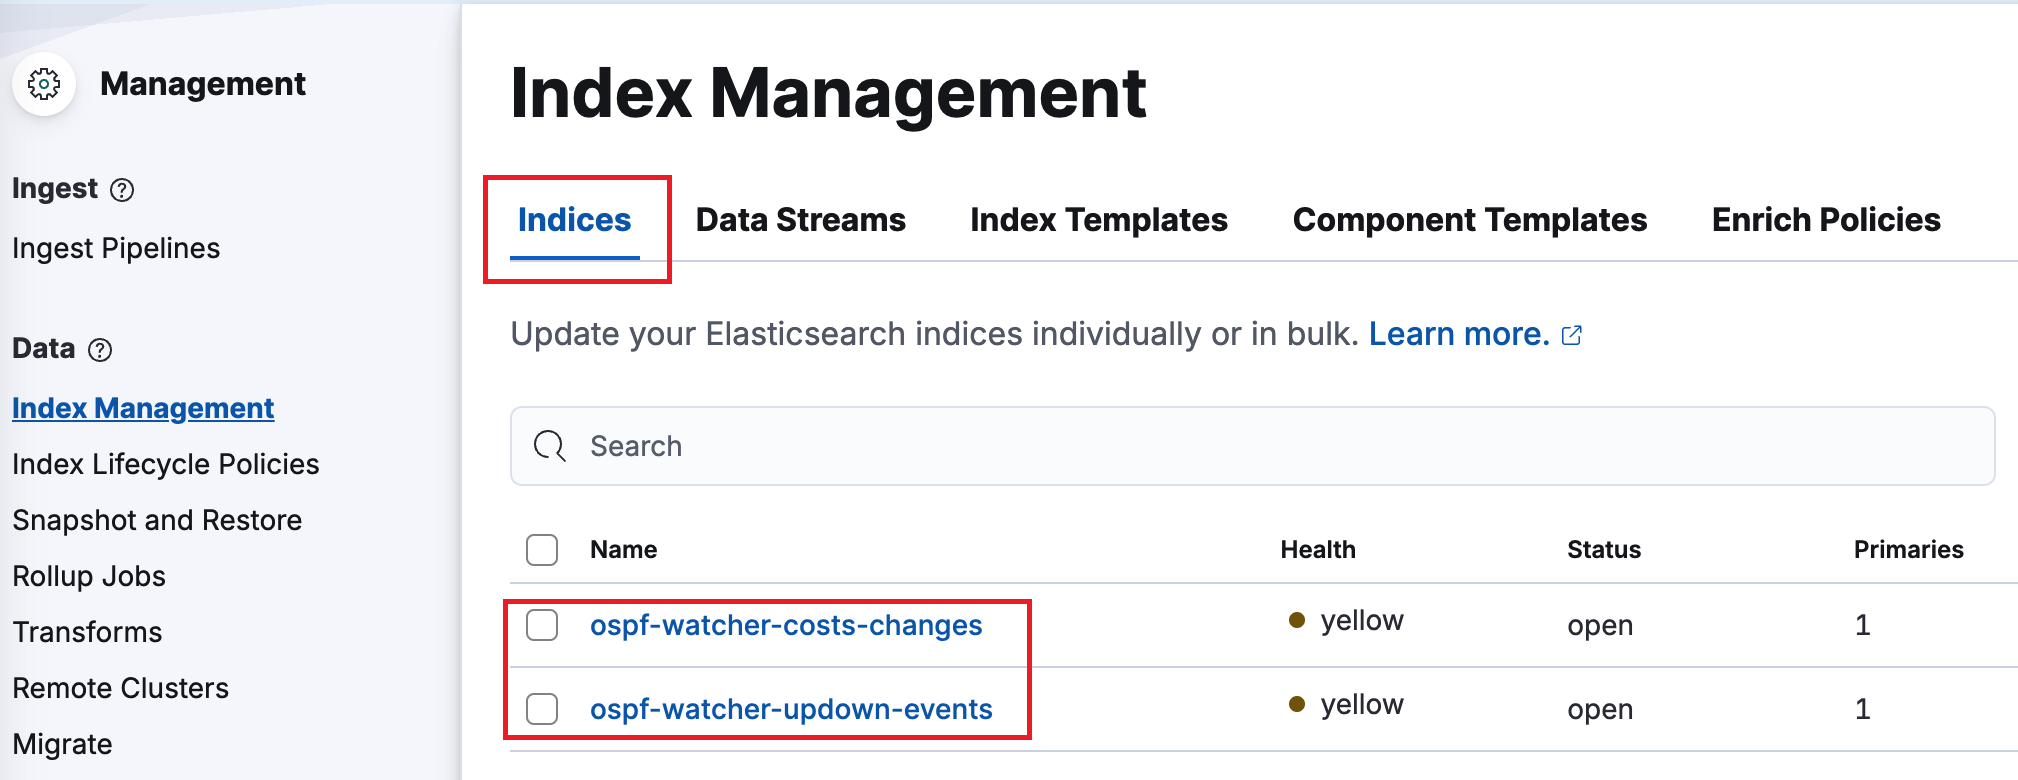 Management
Ingest
Ingest Pipelines
Data
Index Management
Index Lifecycle Policies
Snapshot and Restore
Rollup Jobs
Transforms
Remote Clusters
Migrate
Index Management
Indices Data Streams Index Templates Component Templates Enrich Policies
Update your Elasticsearch indices individually or in bulk. Learn more.
Search
Name Health Status Primaries
ospf-watcher-costs-changes yellow open 1
ospf-watcher-updown-events yellow open 1